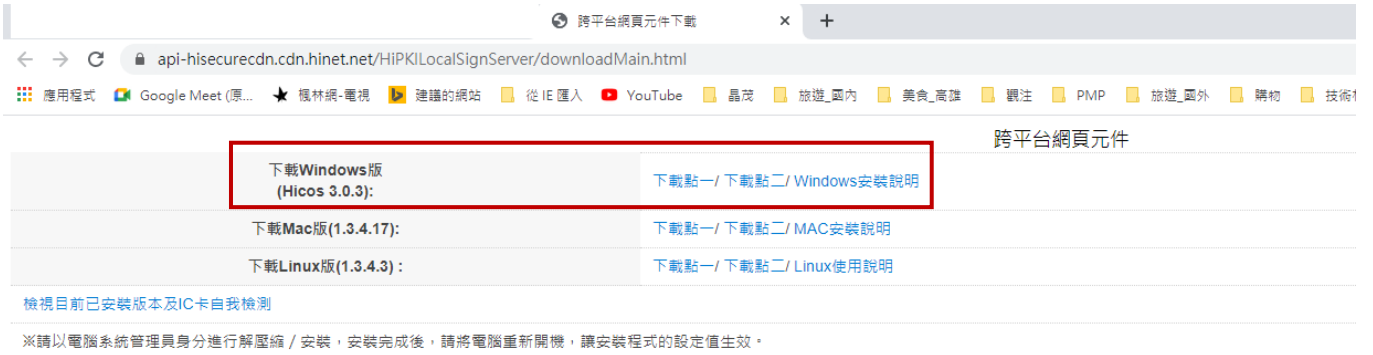 跨平台網頁元件下載
api-hisecurecdn.cdn.hinet.net/HiPKILocalSignServer/downloadMain.html
應用程式 Google Meet (原... 楓林網-電視 建議的網站 從 IE 匯入 YouTube 晶茂 旅遊_國內 美食_高雄 觀注 PMP 旅遊_國外 購物
跨平台網頁元件
下載Windows版
(Hicos 3.0.3):
下載點一/ 下載點二/ Windows安裝說明
下載Mac版(1.3.4.17): 下載點一/ 下載點二/ MAC安裝說明
下載Linux版(1.3.4.3) : 下載點一/ 下載點二/ Linux使用說明
檢視目前已安裝版本及IC卡自我檢測
※請以電腦系統管理員身分進行解壓縮 / 安裝，安裝完成後，請將電腦重新開機，讓安裝程式的設定值生效。